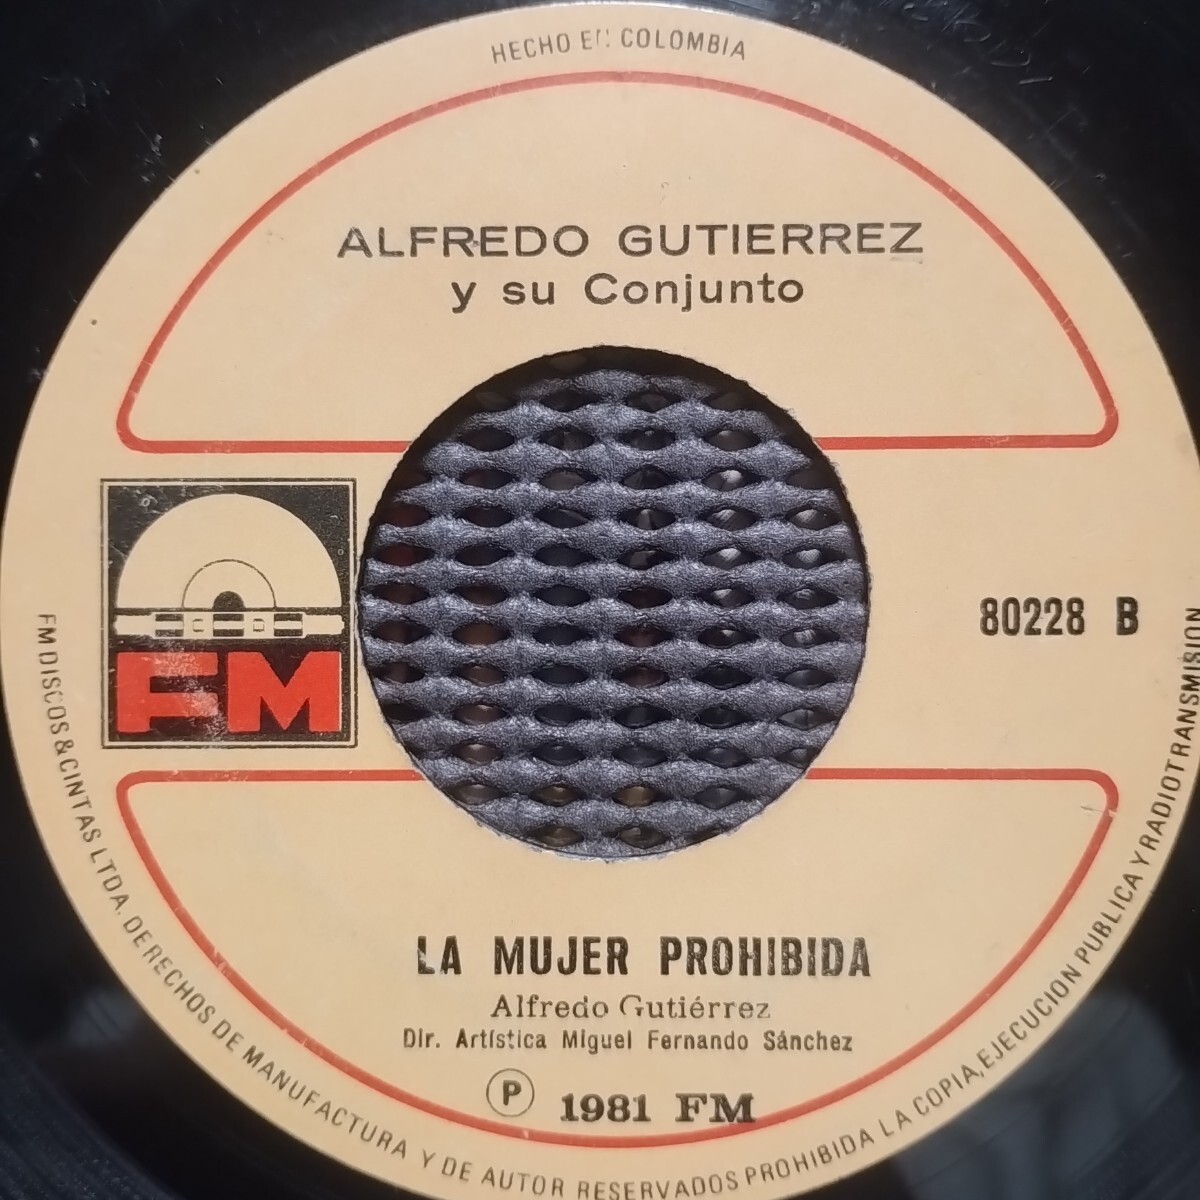 HECHO EN COLOMBIA
ALFREDO GUTIERREZ
y su Conjunto
FM
80228 B
LA MUJER PROHIBIDA
Alfredo Gutiérrez
Dir. Artística Miguel Fernando Sánchez
Ⓟ 1981 FM
FM DISCOS & CINTAS LTDA. DERECHOS DE MANUFACTURA Y DE AUTOR RESERVADOS PROHIBIDA LA COPIA, EJECUCION PUBLICA Y RADIOTRANSMISION